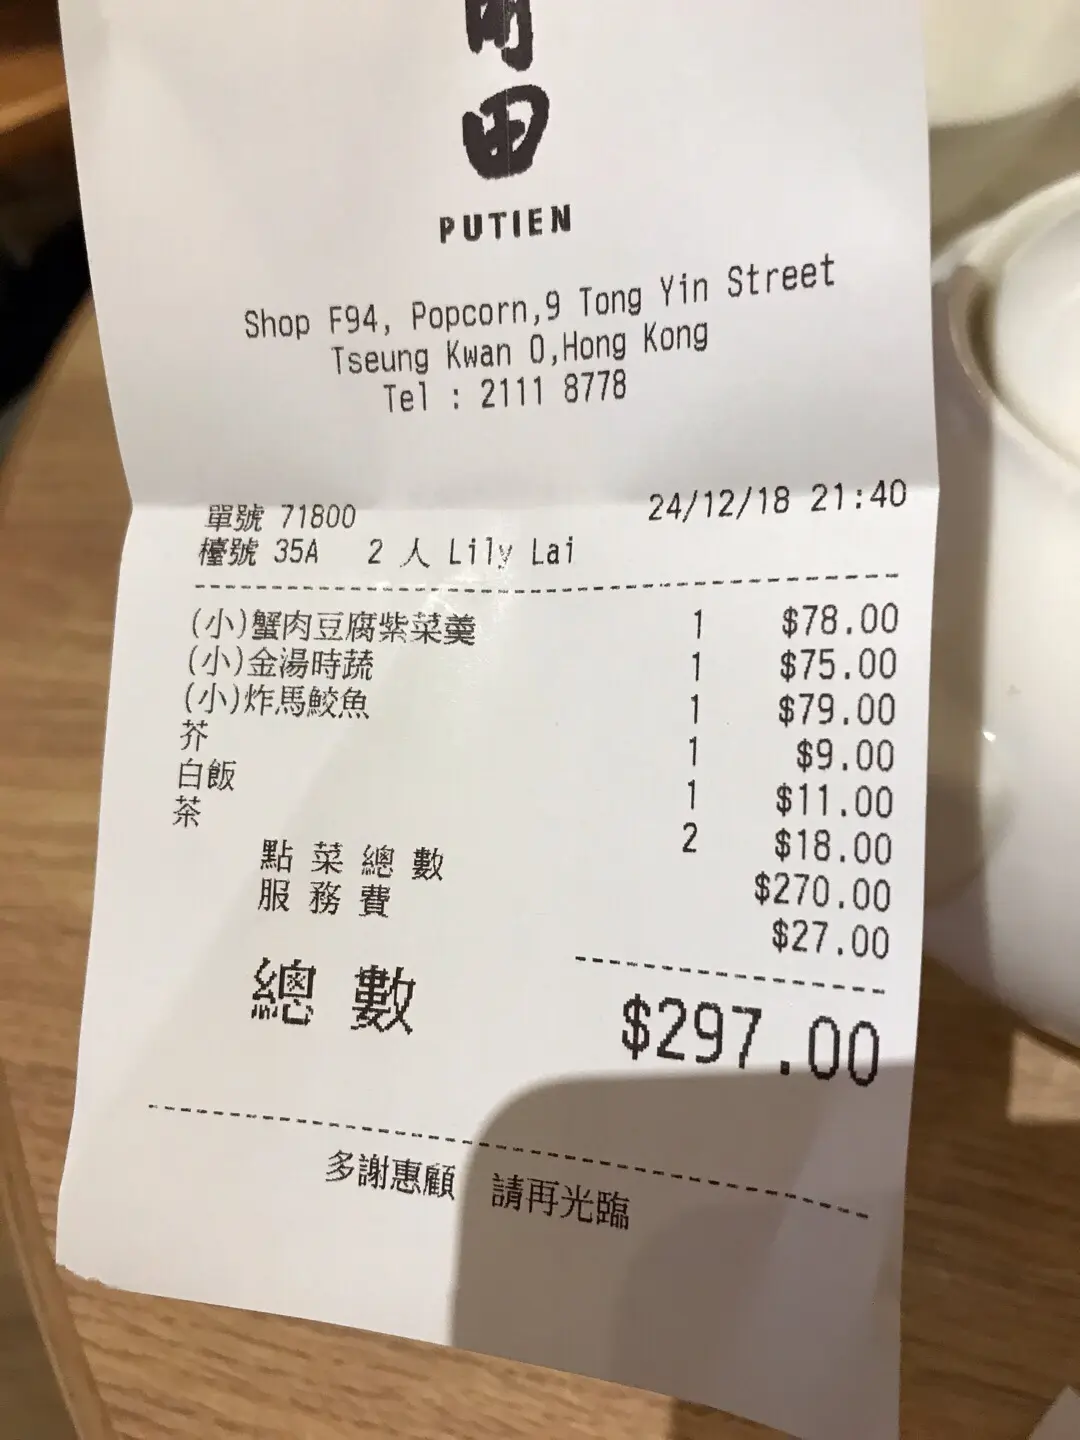 田
PUTIEN
Shop F94, Popcorn,9 Tong Yin Street
Tseung Kwan O,Hong Kong
Tel : 2111 8778
單號 71800 24/12/18 21:40
檯號 35A 2 人 Lily Lai
(小)蟹肉豆腐紫菜羹 1 $78.00
(小)金湯時蔬 1 $75.00
(小)炸馬鮫魚 1 $79.00
芥 1 $9.00
白飯 1 $11.00
茶 2 $18.00
點菜總數 $270.00
服務費 $27.00
總數 $297.00
多謝惠顧 請再光臨